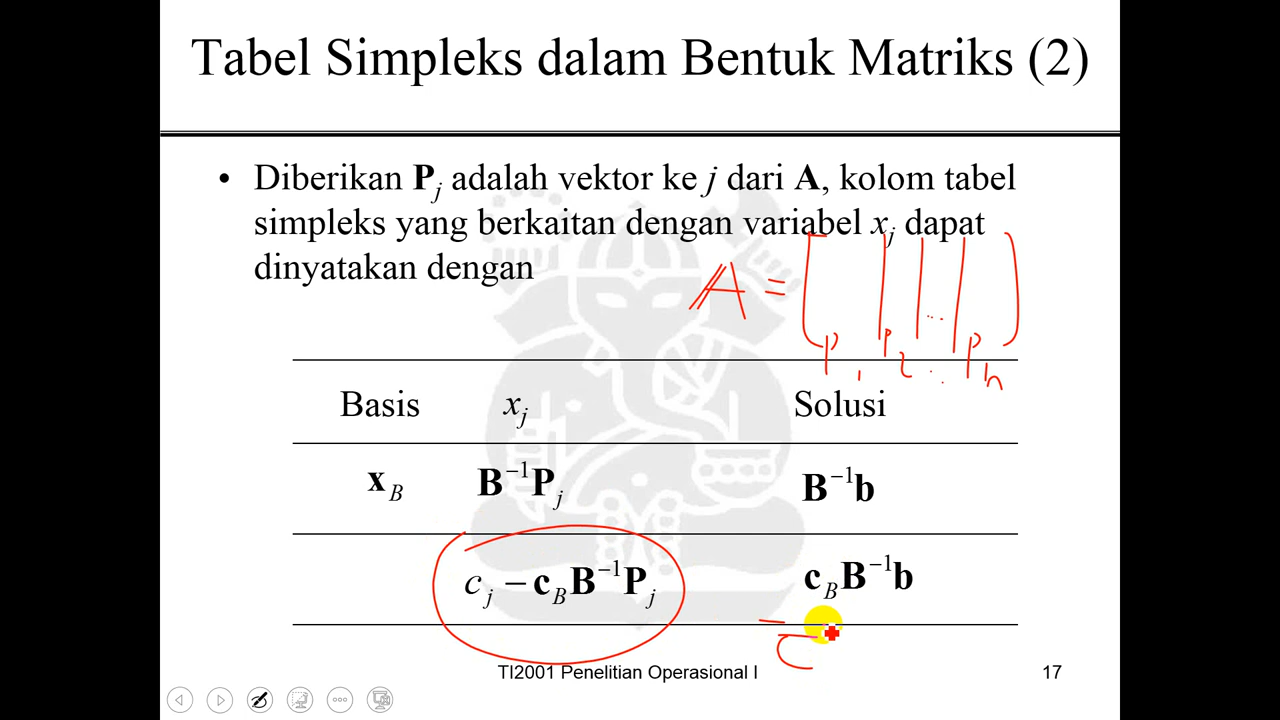 Tabel Simpleks dalam Bentuk Matriks (2)
• Diberikan Pj adalah vektor ke j dari A, kolom tabel
simpleks yang berkaitan dengan variabel xj dapat
dinyatakan dengan
A = [ | | ... | ]
P1 P2 ... Pn
Basis xj Solusi
xB B⁻¹Pj B⁻¹b
cj − cBB⁻¹Pj cBB⁻¹b
TI2001 Penelitian Operasional I 17